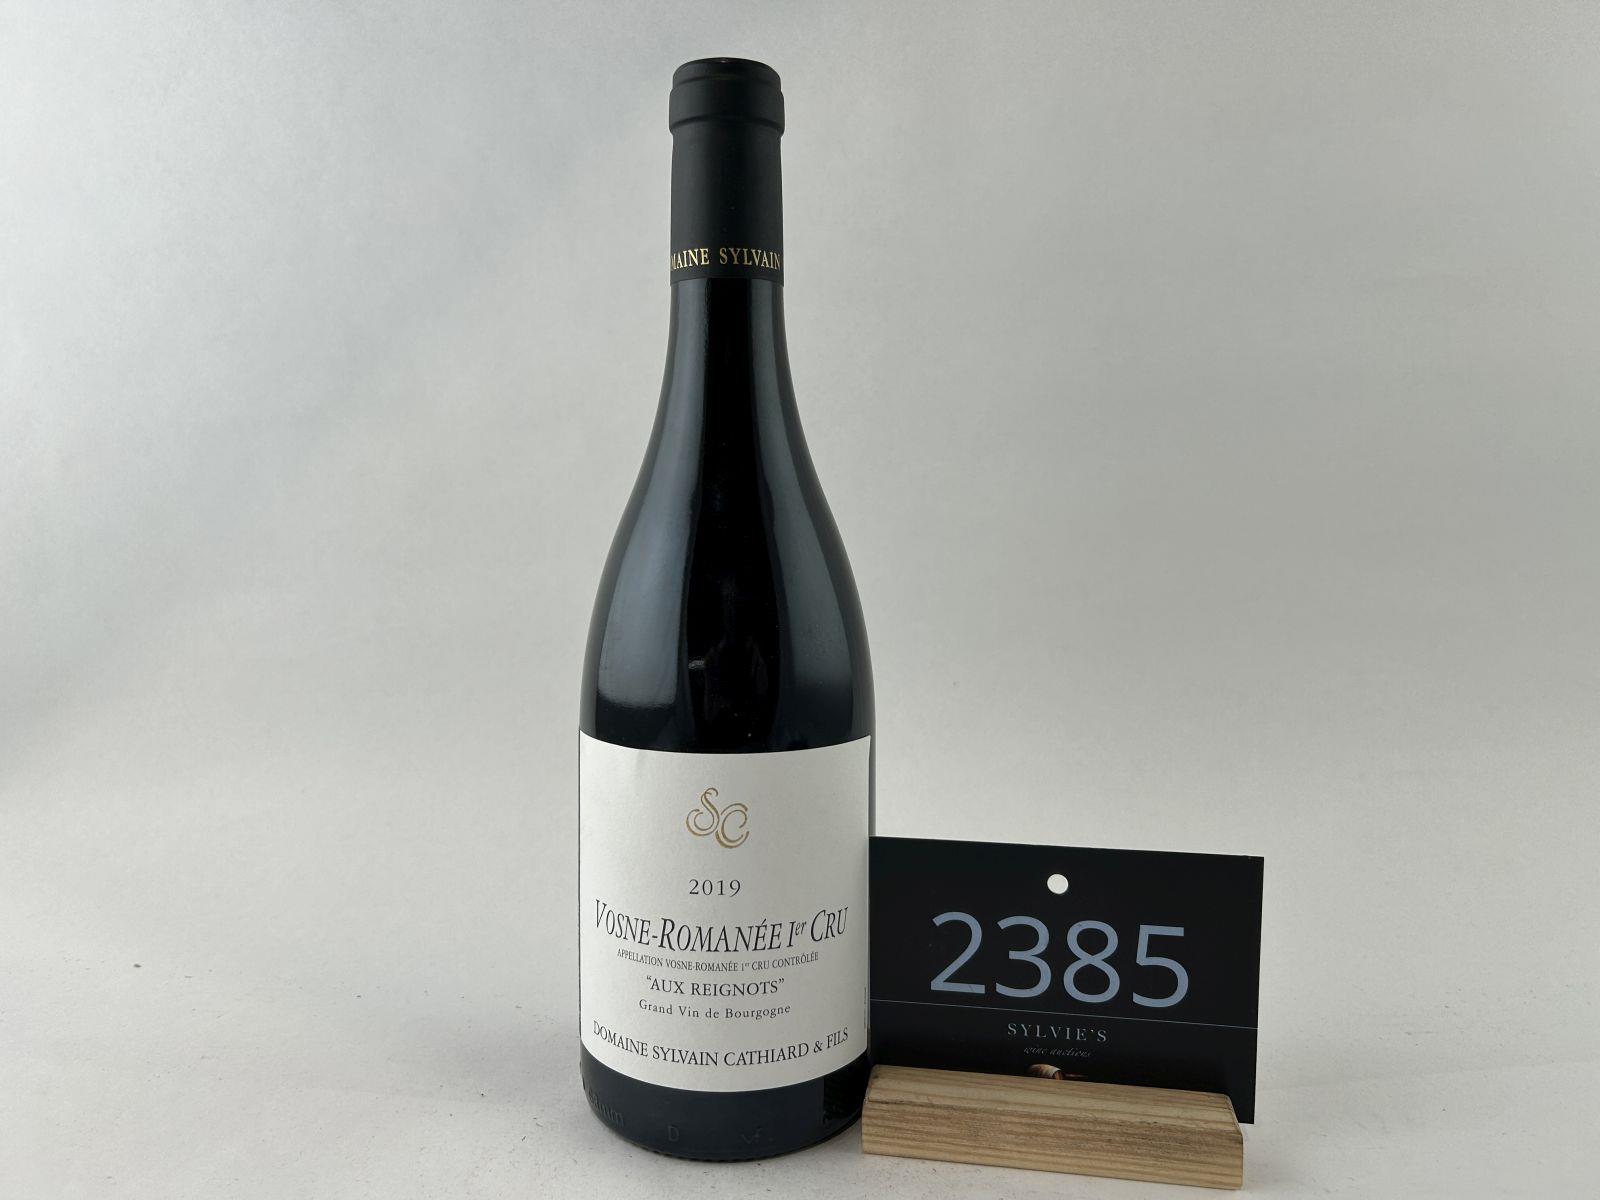 MAINE SYLVAIN
SC
2019
VOSNE-ROMANÉE 1er CRU
APPELLATION VOSNE-ROMANÉE 1er CRU CONTRÔLÉE
"AUX REIGNOTS"
Grand Vin de Bourgogne
DOMAINE SYLVAIN CATHIARD & FILS
2385
SYLVIE'S
wine auctions